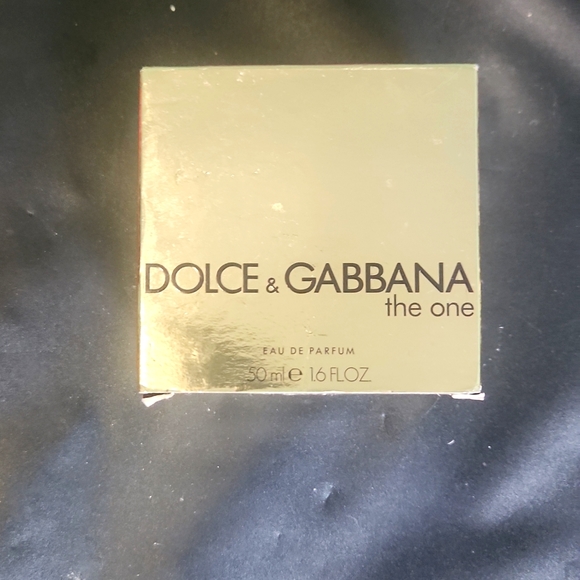 DOLCE & GABBANA
the one
EAU DE PARFUM
50 ml ℮ 1.6 FL.OZ.